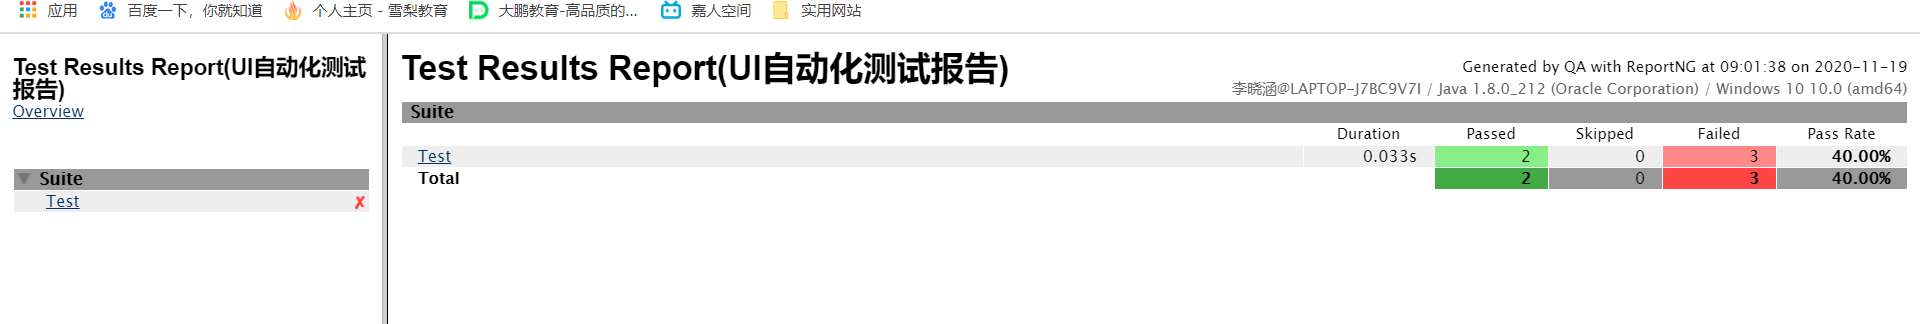 应用 百度一下，你就知道 个人主页 - 雪梨教育 大鹏教育-高品质的... 嘉人空间 实用网站
Test Results Report(UI自动化测试
报告)
Overview
Suite
Test
Test Results Report(UI自动化测试报告)
Generated by QA with ReportNG at 09:01:38 on 2020-11-19
李晓涵@LAPTOP-J7BC9V7I / Java 1.8.0_212 (Oracle Corporation) / Windows 10 10.0 (amd64)
Suite
Duration Passed Skipped Failed Pass Rate
Test 0.033s 2 0 3 40.00%
Total 2 0 3 40.00%